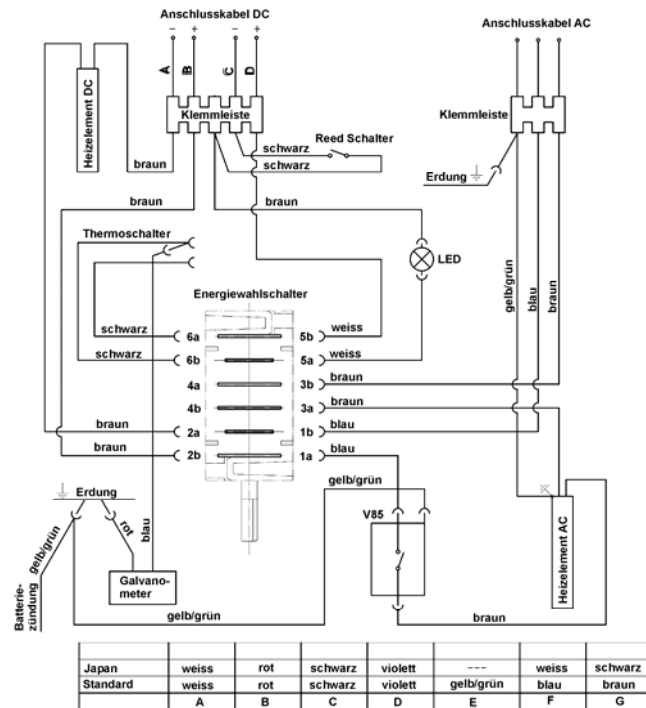 Anschlusskabel DC
Anschlusskabel AC
− + − +
A B C D
Klemmleiste
Klemmleiste
Heizelement DC
Reed Schalter
schwarz
schwarz
braun
Erdung
braun
braun
Thermoschalter
LED
gelb/grün
blau
braun
Energiewahlschalter
schwarz 6a 5b weiss
schwarz 6b 5a weiss
4a 3b braun
4b 3a braun
braun 2a 1b blau
braun 2b 1a blau
gelb/grün
Erdung
V85
gelb/grün
rot
blau
Heizelement AC
Galvano-
meter
Batterie-
zündung
gelb/grün
braun
Japan weiss rot schwarz violett --- weiss schwarz
Standard weiss rot schwarz violett gelb/grün blau braun
A B C D E F G